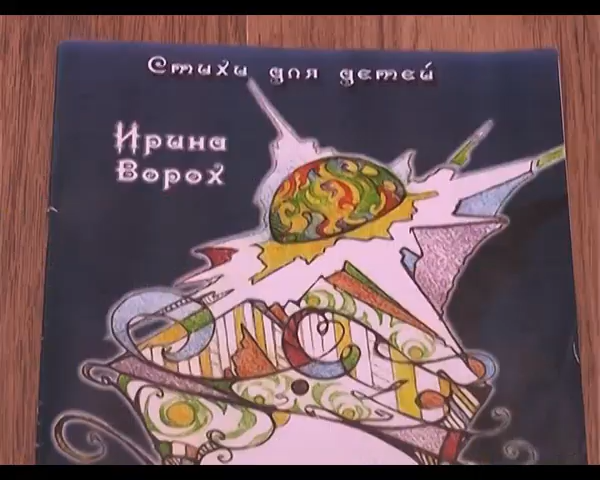 Стихи для детей
Ирина
Ворох